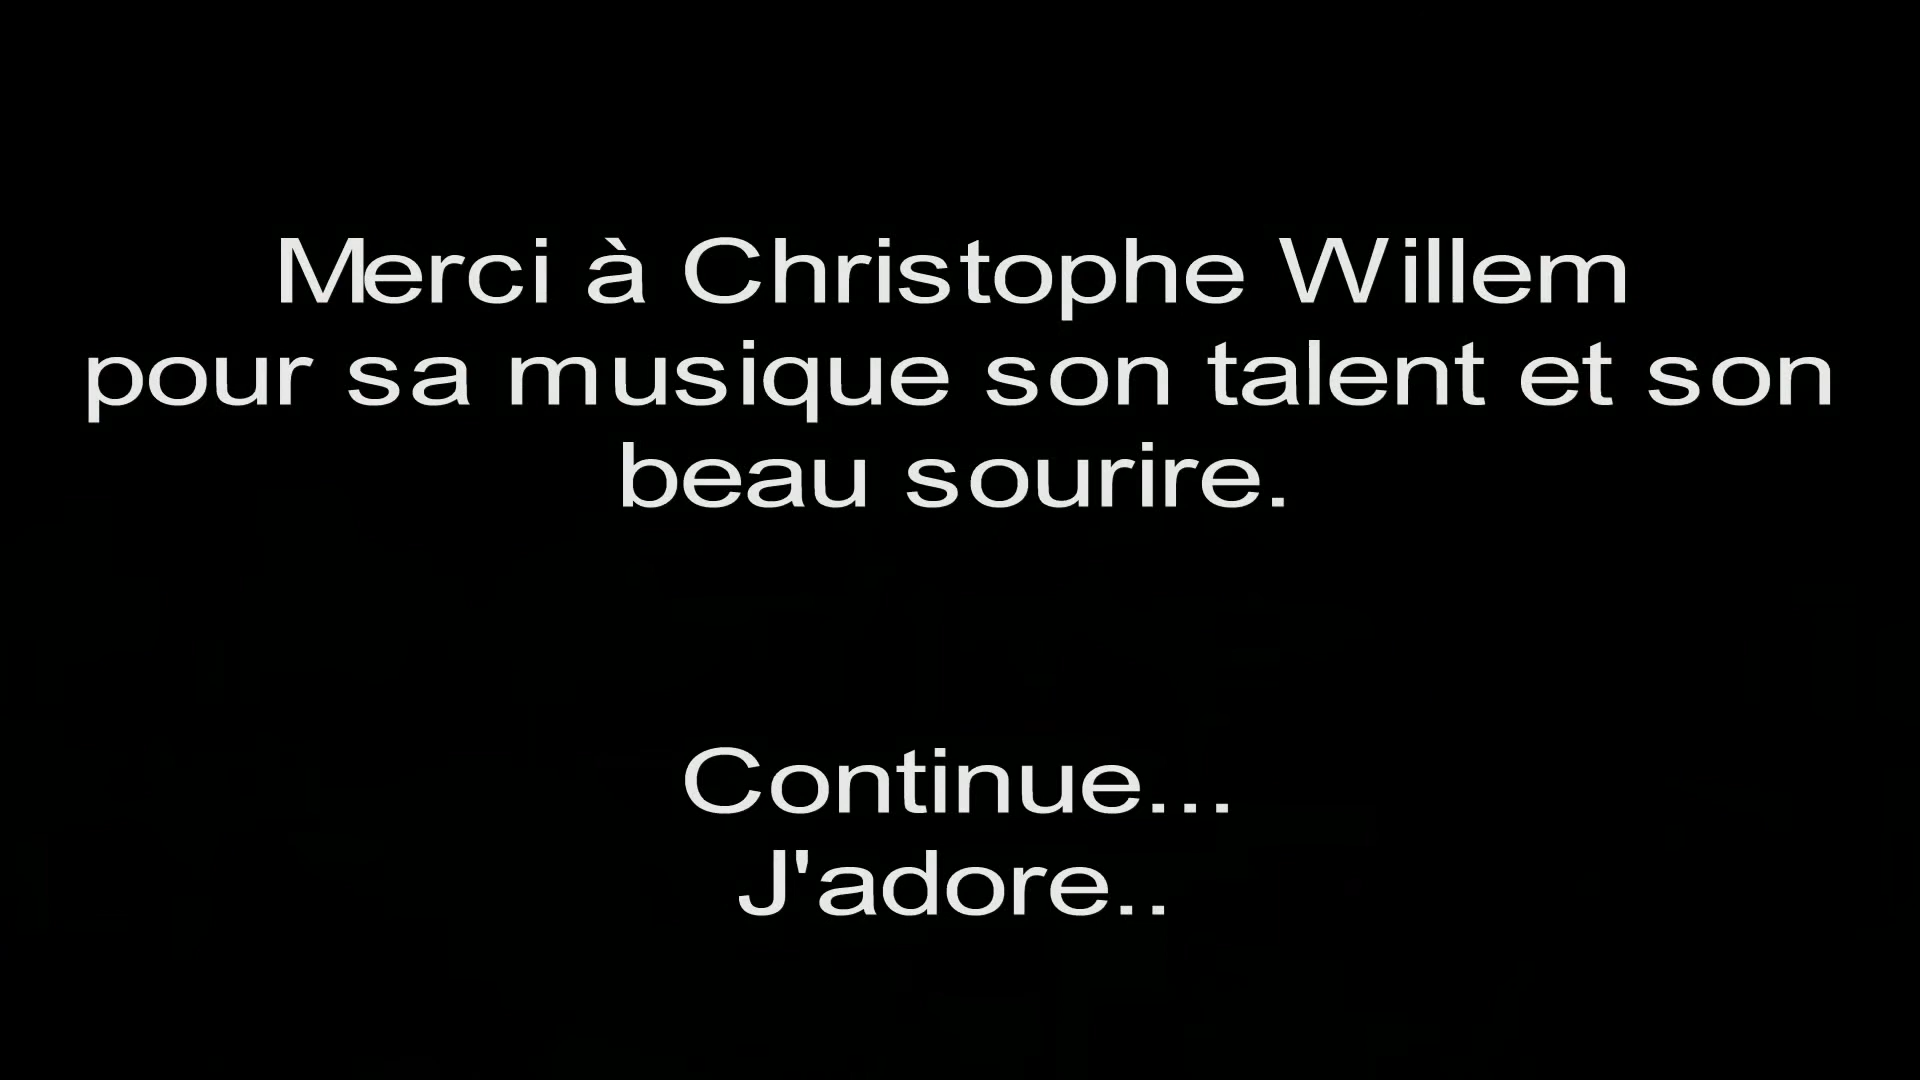 Merci à Christophe Willem
pour sa musique son talent et son
beau sourire.
Continue...
J'adore..